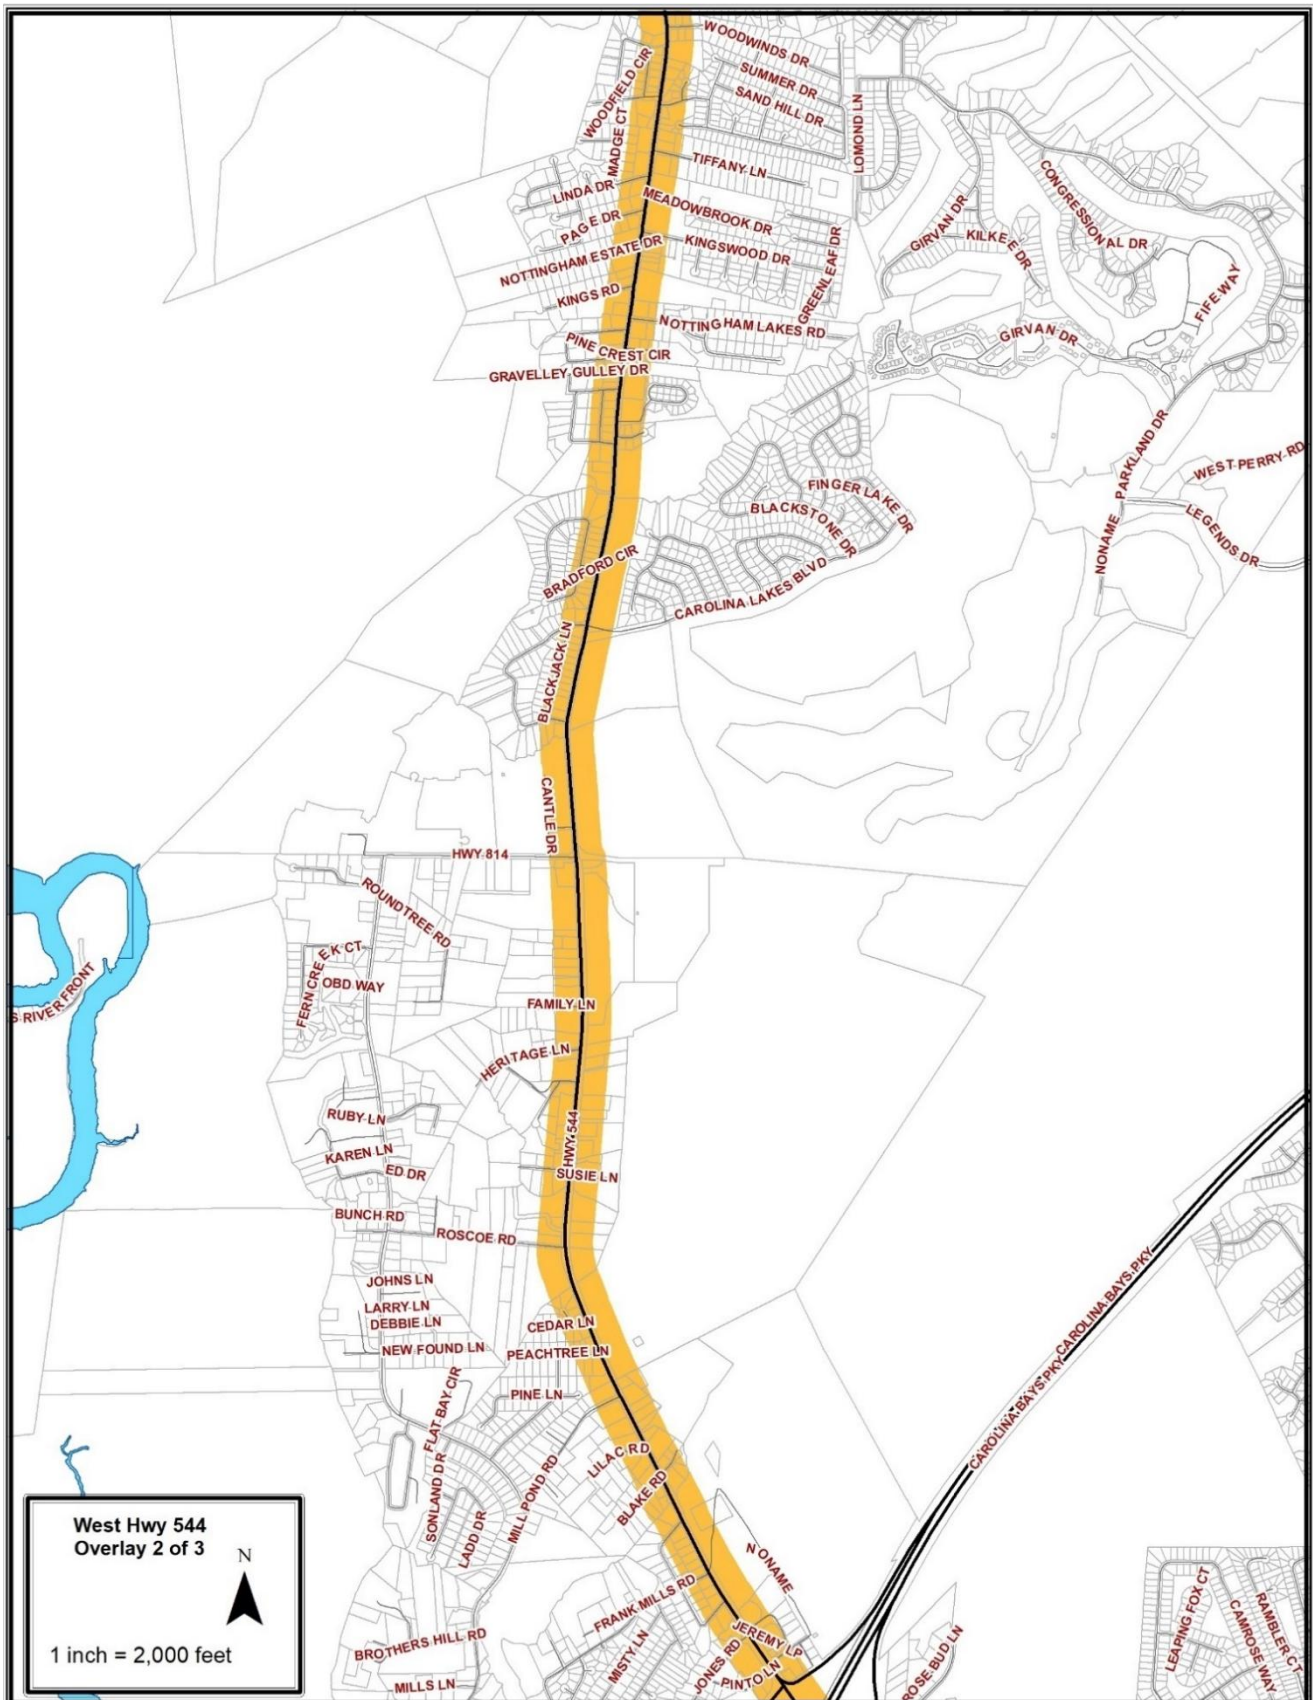 WOODWINDS DR
SUMMER DR
SAND HILL DR
WOODFIELD CIR
MADGE CT
LOMOND LN
TIFFANY LN
LINDA DR
CONGRESSIONAL DR
MEADOWBROOK DR
PAGE DR
GIRVAN DR
KILKEE DR
KINGSWOOD DR
NOTTINGHAM ESTATE DR
GREENLEAF DR
KINGS RD
FIFE WAY
NOTTINGHAM LAKES RD
GIRVAN DR
PINE CREST CIR
GRAVELLEY GULLEY DR
PARKLAND DR
WEST PERRY RD
FINGER LAKE DR
BLACKSTONE DR
LEGENDS DR
NONAME
BRADFORD CIR
CAROLINA LAKES BLVD
BLACKJACK LN
CANTLE DR
HWY 814
ROUNDTREE RD
FERN CREEK CT
OBD WAY
S RIVER FRONT
FAMILY LN
HERITAGE LN
RUBY LN
HWY 544
KAREN LN
ED DR
SUSIE LN
BUNCH RD
ROSCOE RD
JOHNS LN
CAROLINA BAYS PKY
LARRY LN
DEBBIE LN
CEDAR LN
NEW FOUND LN
PEACHTREE LN
CAROLINA BAYS PKY
FLAT BAY CIR
PINE LN
LILAC RD
SONLAND DR
MILL POND RD
BLAKE RD
LADD DR
NONAME
FRANK MILLS RD
LEAPING FOX CT
CAMROSE WAY
RAMBLER CT
BROTHERS HILL RD
MISTY LN
JEREMY LP
JONES RD
PINTO LN
ROSE BUD LN
MILLS LN
West Hwy 544
Overlay 2 of 3
N
1 inch = 2,000 feet